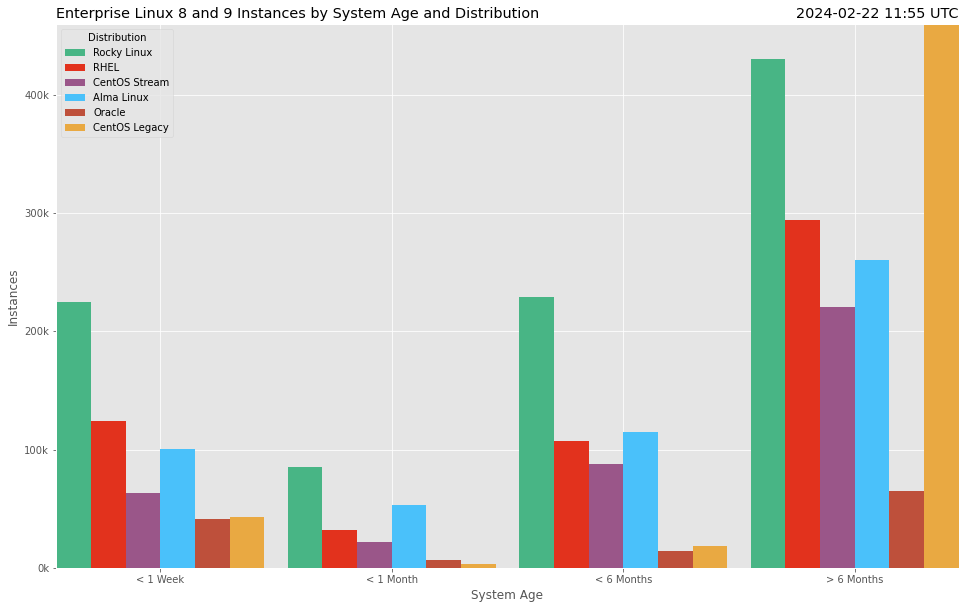 Enterprise Linux 8 and 9 Instances by System Age and Distribution
2024-02-22 11:55 UTC
Distribution
Rocky Linux
RHEL
CentOS Stream
Alma Linux
Oracle
CentOS Legacy
400k
300k
200k
100k
0k
Instances
< 1 Week
< 1 Month
< 6 Months
> 6 Months
System Age